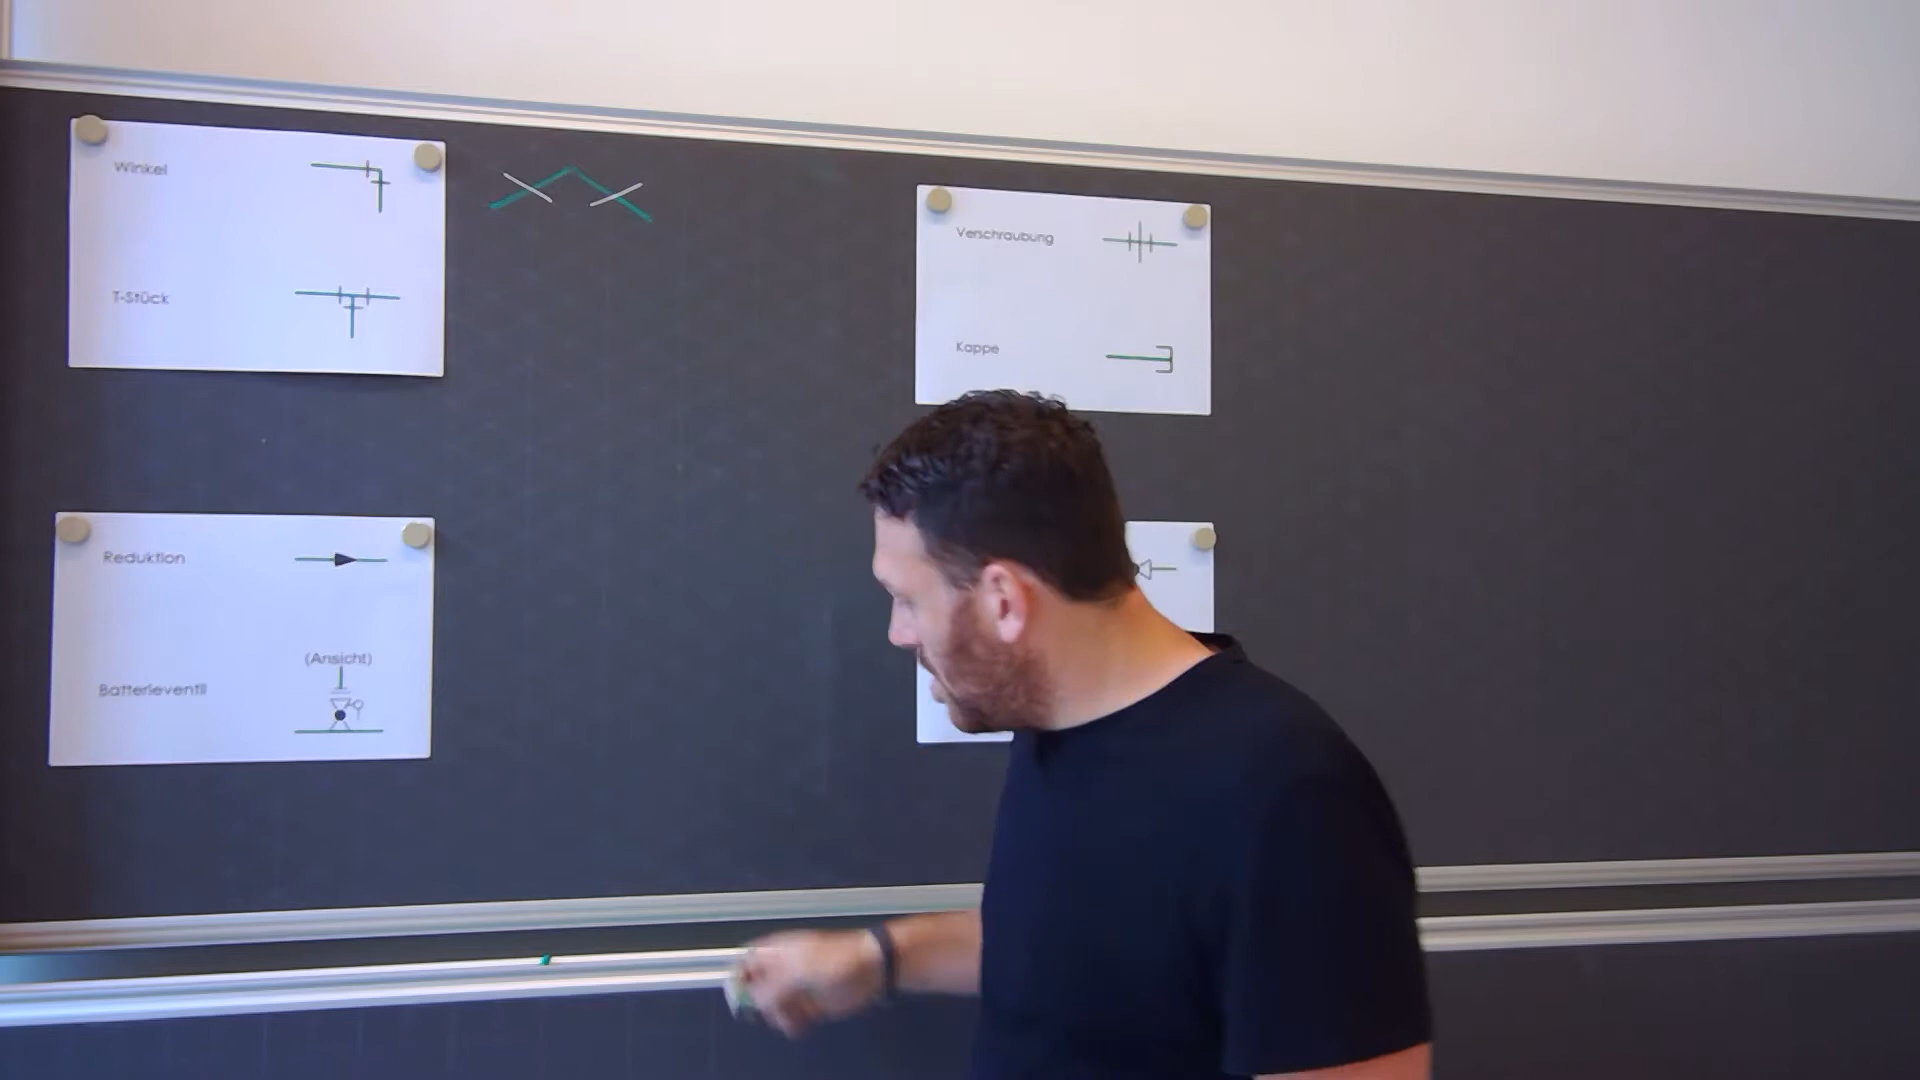 Winkel
T-Stück
Reduktion
(Ansicht)
Batterieventil
Verschraubung
Kappe